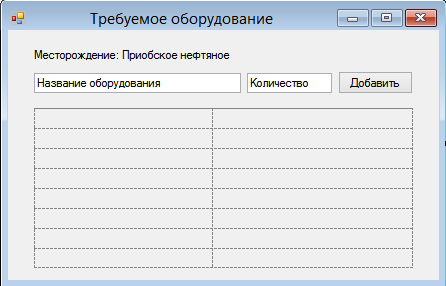 Требуемое оборудование
Месторождение: Приобское нефтяное
Название оборудования Количество Добавить